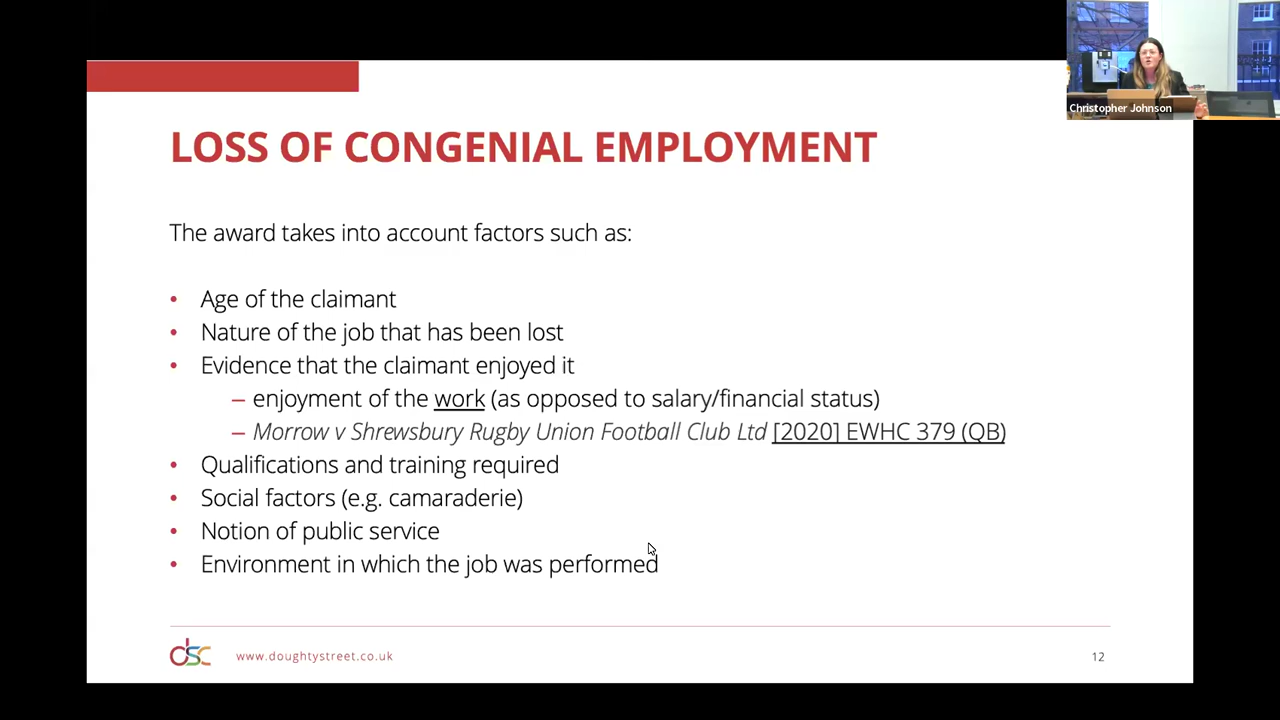 Christopher Johnson
LOSS OF CONGENIAL EMPLOYMENT
The award takes into account factors such as:
• Age of the claimant
• Nature of the job that has been lost
• Evidence that the claimant enjoyed it
– enjoyment of the work (as opposed to salary/financial status)
– Morrow v Shrewsbury Rugby Union Football Club Ltd [2020] EWHC 379 (QB)
• Qualifications and training required
• Social factors (e.g. camaraderie)
• Notion of public service
• Environment in which the job was performed
dsc
www.doughtystreet.co.uk
12